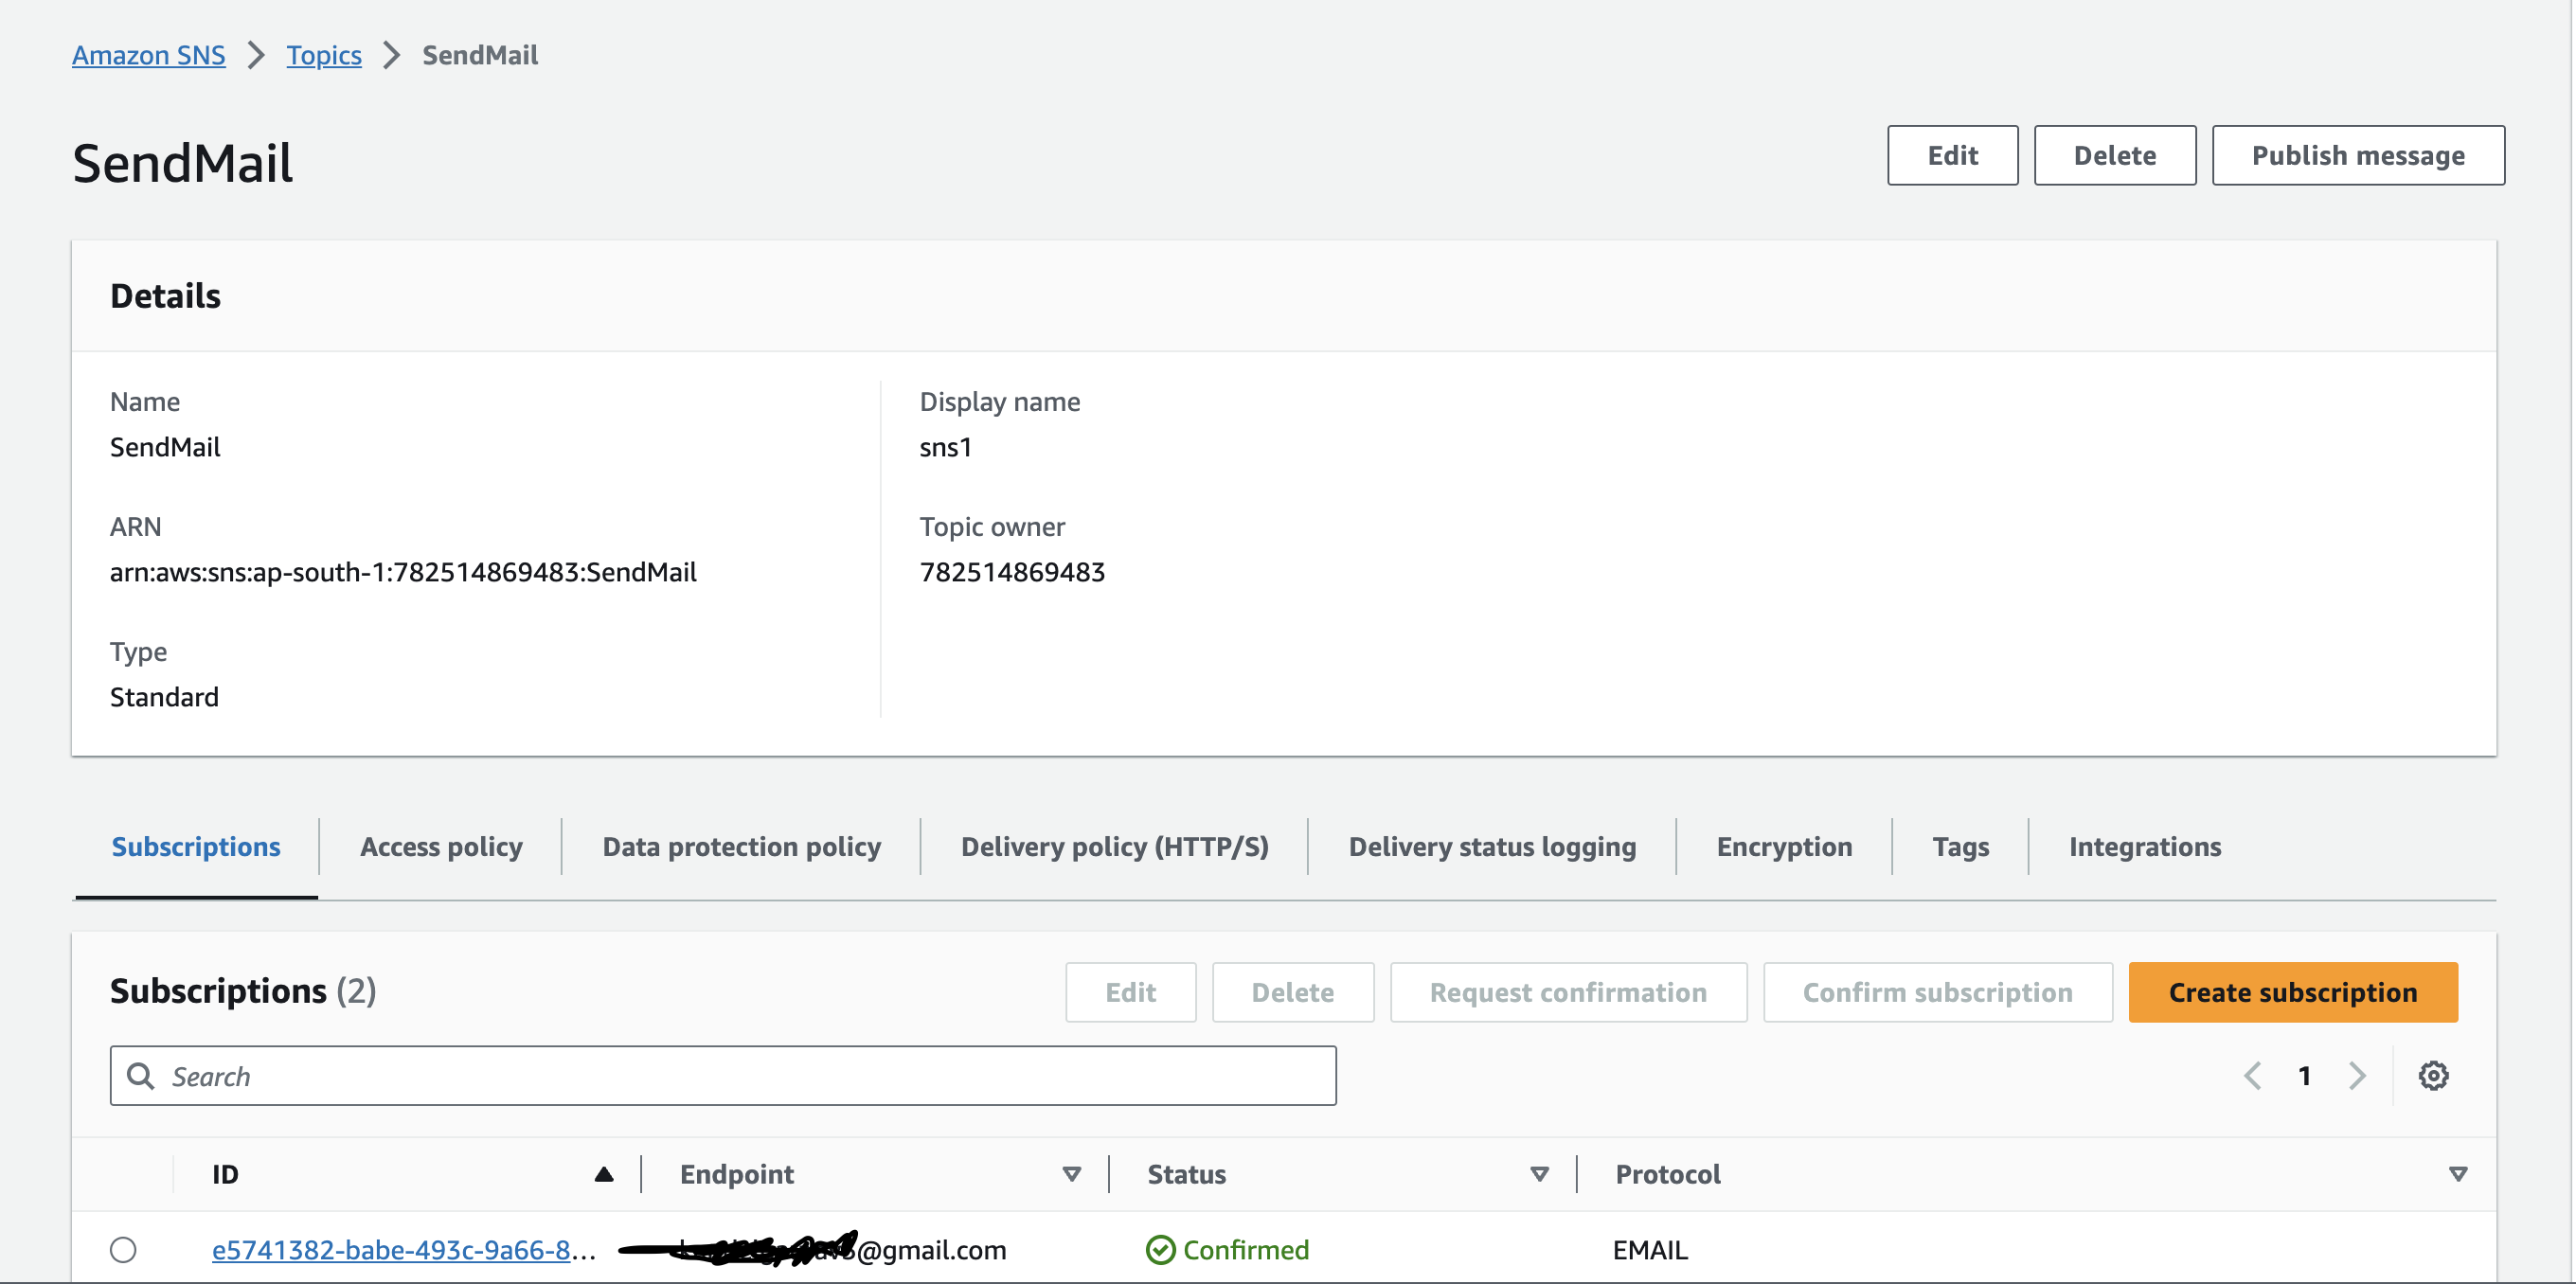 Amazon SNS > Topics > SendMail
SendMail
Edit Delete Publish message
Details
Name
SendMail
Display name
sns1
ARN
arn:aws:sns:ap-south-1:782514869483:SendMail
Topic owner
782514869483
Type
Standard
Subscriptions Access policy Data protection policy Delivery policy (HTTP/S) Delivery status logging Encryption Tags Integrations
Subscriptions (2)
Edit Delete Request confirmation Confirm subscription Create subscription
Search
1
ID Endpoint Status Protocol
e5741382-babe-493c-9a66-8... @gmail.com Confirmed EMAIL